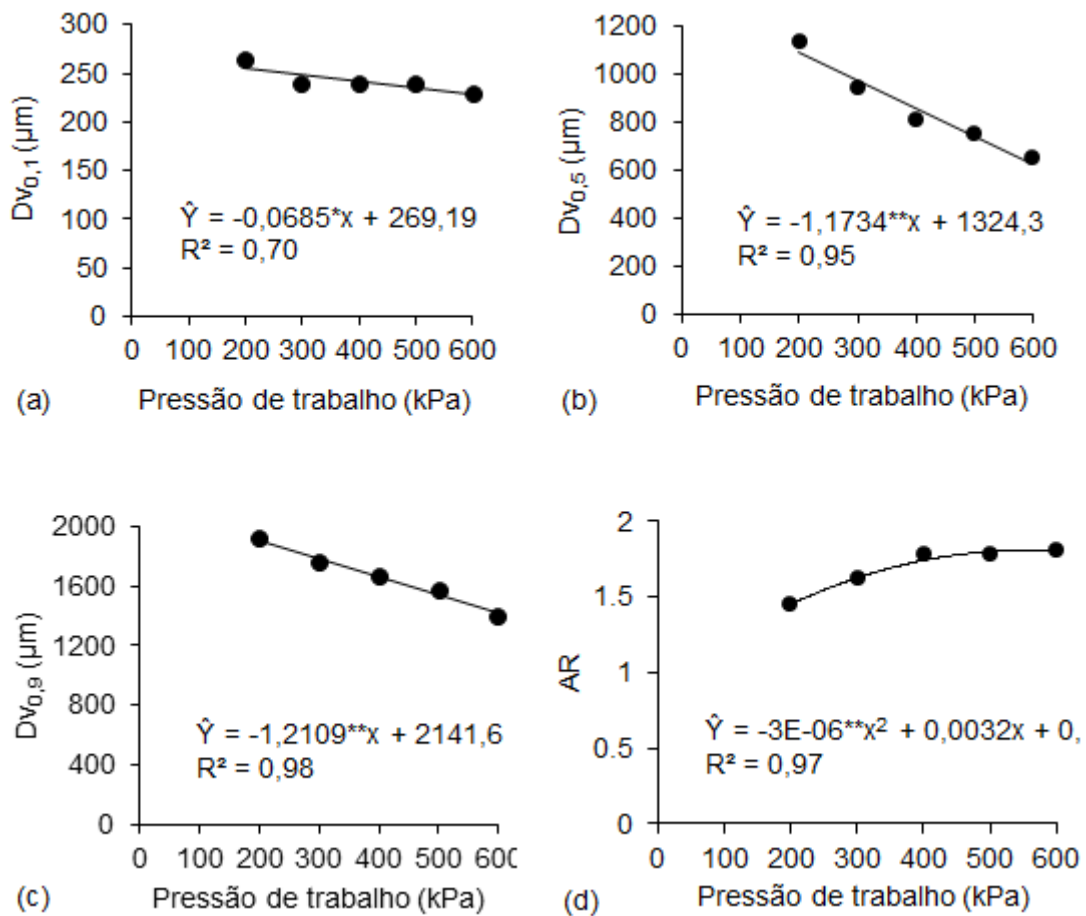 300
250
200
150
100
50
0
Dv0,1 (µm)
Ŷ = -0,0685*x + 269,19
R² = 0,70
0 100 200 300 400 500 600
(a) Pressão de trabalho (kPa)
1200
1000
800
600
400
200
0
Dv0,5 (µm)
Ŷ = -1,1734**x + 1324,3
R² = 0,95
0 100 200 300 400 500 600
(b) Pressão de trabalho (kPa)
2000
1600
1200
800
400
0
Dv0,9 (µm)
Ŷ = -1,2109**x + 2141,6
R² = 0,98
0 100 200 300 400 500 600
(c) Pressão de trabalho (kPa)
2
1.5
1
0.5
0
AR
Ŷ = -3E-06**x² + 0,0032x + 0,
R² = 0,97
0 100 200 300 400 500 600
(d) Pressão de trabalho (kPa)